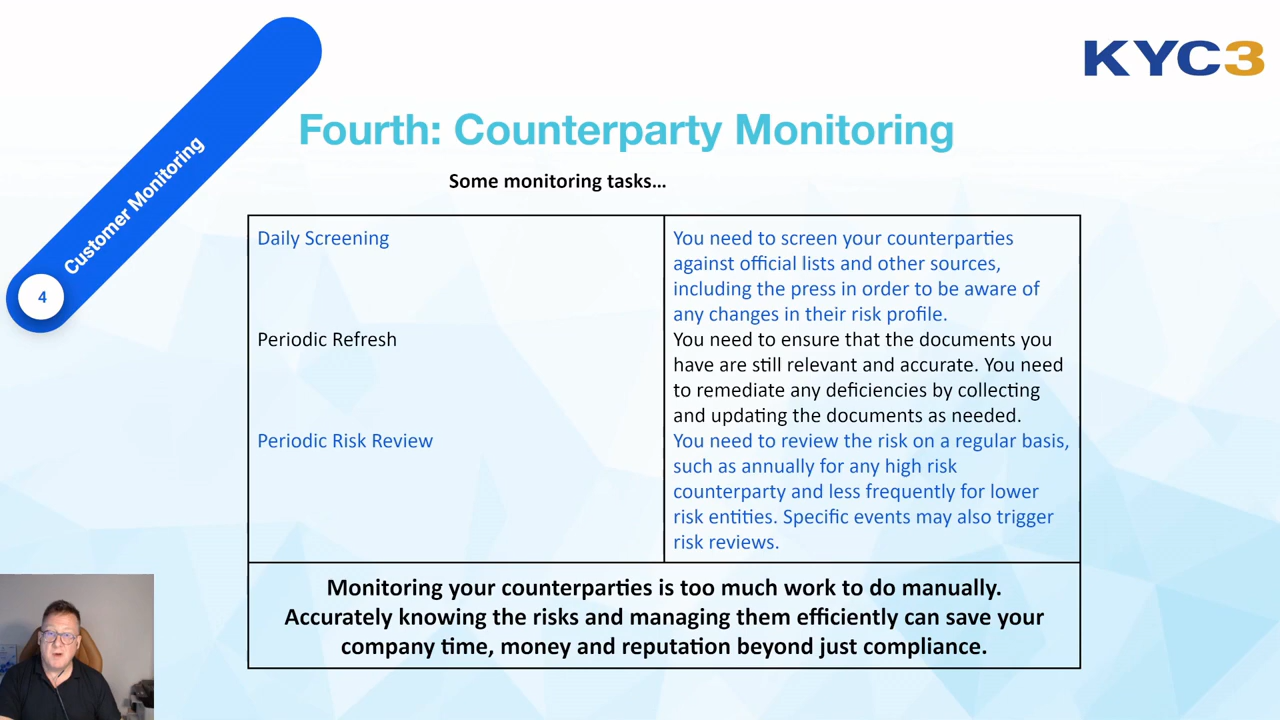 KYC3
Customer Monitoring
4
Fourth: Counterparty Monitoring
Some monitoring tasks...
Daily Screening
You need to screen your counterparties
against official lists and other sources,
including the press in order to be aware of
any changes in their risk profile.
Periodic Refresh
You need to ensure that the documents you
have are still relevant and accurate. You need
to remediate any deficiencies by collecting
and updating the documents as needed.
Periodic Risk Review
You need to review the risk on a regular basis,
such as annually for any high risk
counterparty and less frequently for lower
risk entities. Specific events may also trigger
risk reviews.
Monitoring your counterparties is too much work to do manually.
Accurately knowing the risks and managing them efficiently can save your
company time, money and reputation beyond just compliance.